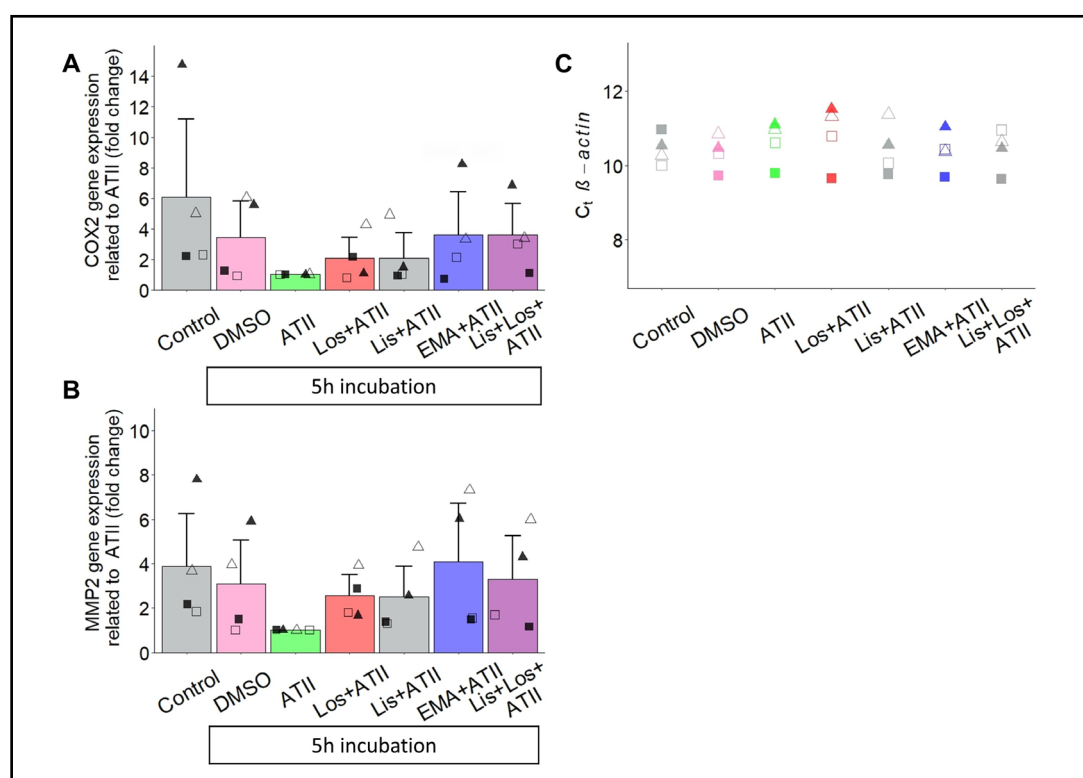 A
COX2 gene expression
related to ATII (fold change)
14
12
10
8
6
4
2
0
Control
DMSO
ATII
Los+ATII
Lis+ATII
EMA+ATII
Lis+Los+
ATII
5h incubation
B
MMP2 gene expression
related to ATII (fold change)
10
8
6
4
2
0
Control
DMSO
ATII
Los+ATII
Lis+ATII
EMA+ATII
Lis+Los+
ATII
5h incubation
C
Ct ß – actin
12
10
8
Control
DMSO
ATII
Los+ATII
Lis+ATII
EMA+ATII
Lis+Los+
ATII